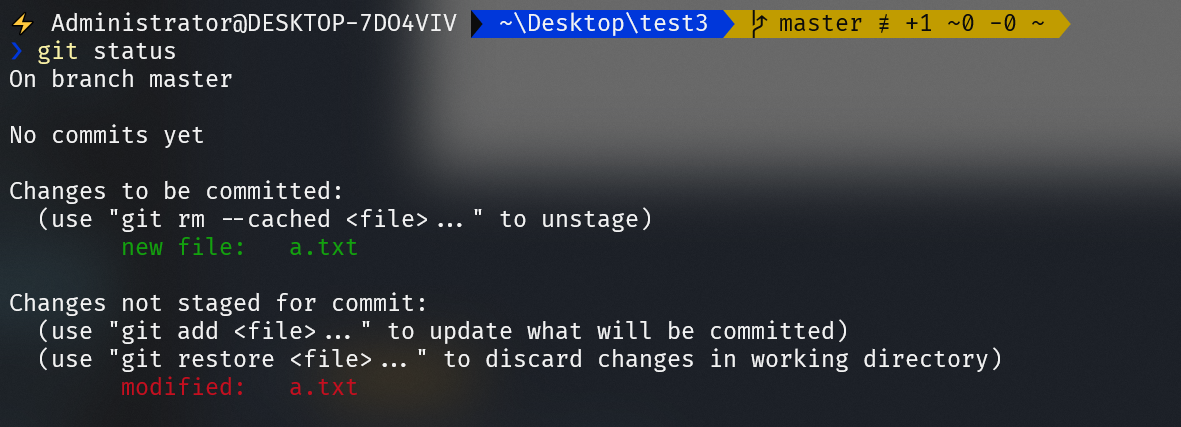 ⚡ Administrator@DESKTOP-7DO4VIV ~\Desktop\test3 master ≢ +1 ~0 -0 ~
❯ git status
On branch master
No commits yet
Changes to be committed:
(use "git rm --cached <file>..." to unstage)
new file: a.txt
Changes not staged for commit:
(use "git add <file>..." to update what will be committed)
(use "git restore <file>..." to discard changes in working directory)
modified: a.txt